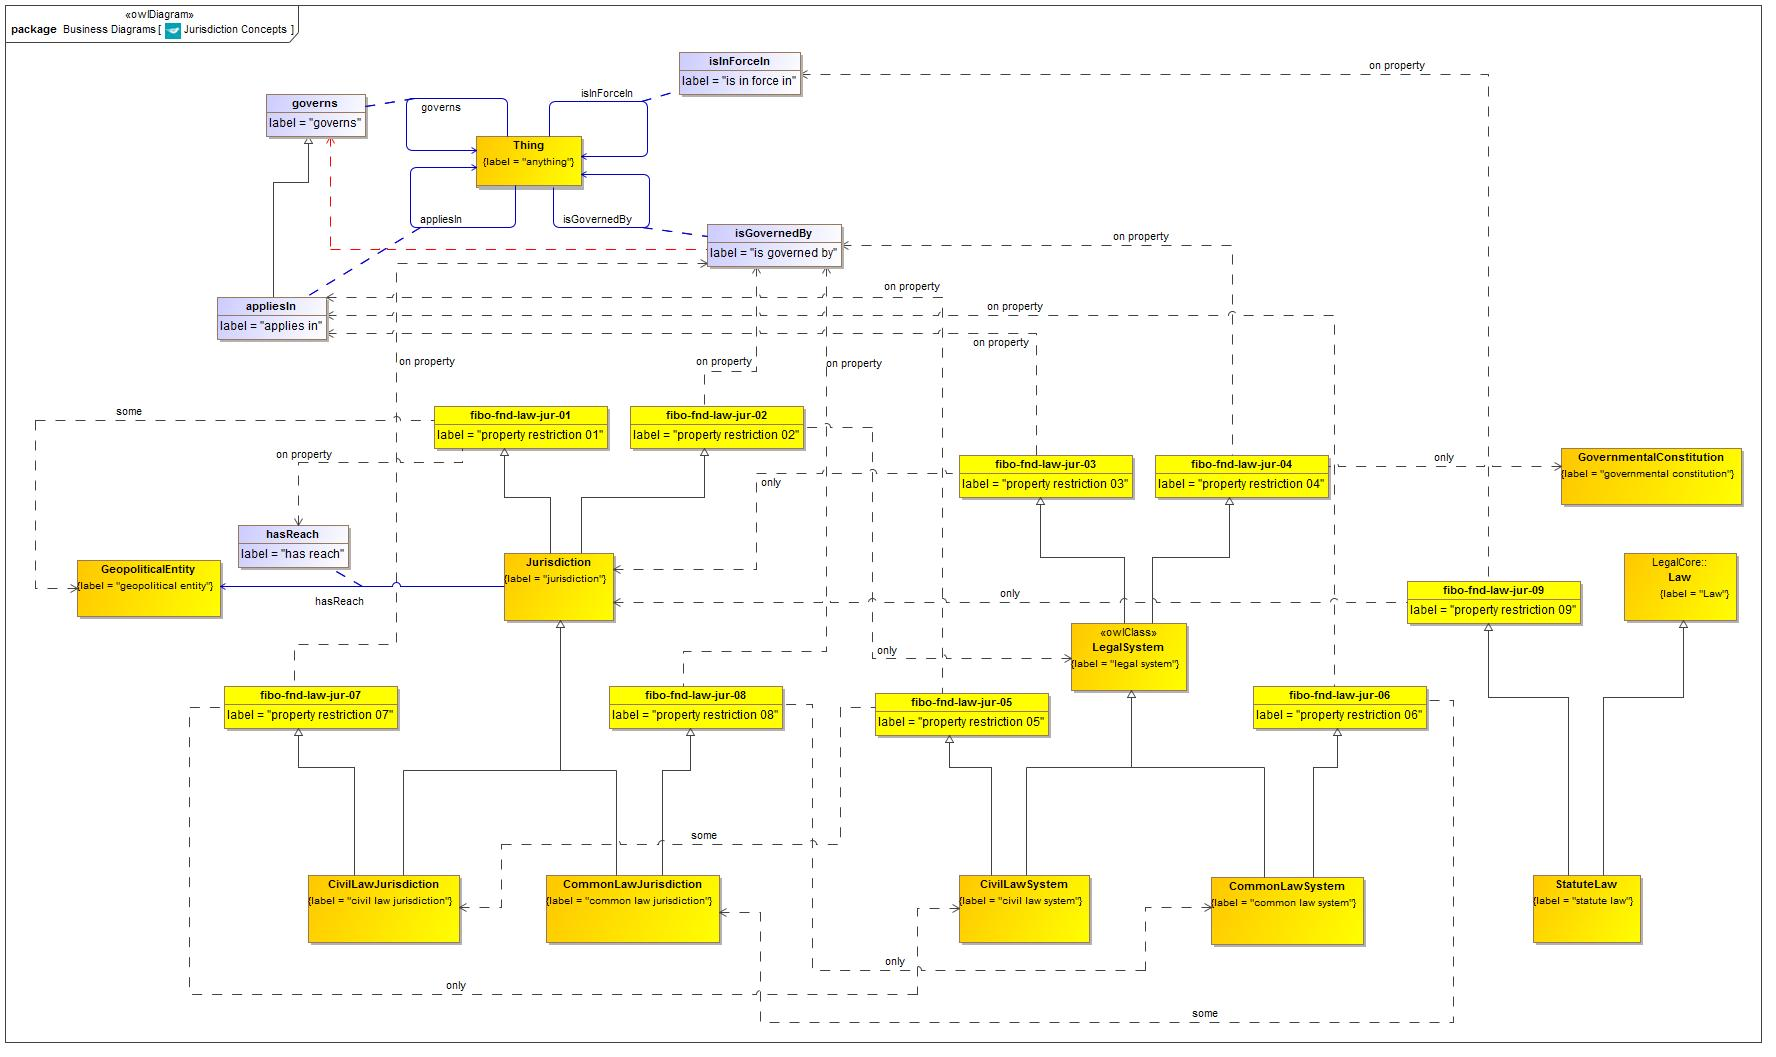 «owlDiagram»
package Business Diagrams [ Jurisdiction Concepts ]
isInForceIn
label = "is in force in"
on property
governs
label = "governs"
governs
isInForceIn
Thing
{label = "anything"}
appliesIn
isGovernedBy
isGovernedBy
label = "is governed by"
on property
appliesIn
label = "applies in"
on property
on property
on property
on property
on property
on property
some
fibo-fnd-law-jur-01
label = "property restriction 01"
fibo-fnd-law-jur-02
label = "property restriction 02"
on property
only
fibo-fnd-law-jur-03
label = "property restriction 03"
fibo-fnd-law-jur-04
label = "property restriction 04"
only
GovernmentalConstitution
{label = "governmental constitution"}
hasReach
label = "has reach"
GeopoliticalEntity
{label = "geopolitical entity"}
hasReach
Jurisdiction
{label = "jurisdiction"}
only
fibo-fnd-law-jur-09
label = "property restriction 09"
LegalCore::
Law
{label = "Law"}
only
«owlClass»
LegalSystem
{label = "legal system"}
fibo-fnd-law-jur-07
label = "property restriction 07"
fibo-fnd-law-jur-08
label = "property restriction 08"
fibo-fnd-law-jur-05
label = "property restriction 05"
fibo-fnd-law-jur-06
label = "property restriction 06"
some
CivilLawJurisdiction
{label = "civil law jurisdiction"}
CommonLawJurisdiction
{label = "common law jurisdiction"}
CivilLawSystem
{label = "civil law system"}
CommonLawSystem
{label = "common law system"}
StatuteLaw
{label = "statute law"}
only
only
some